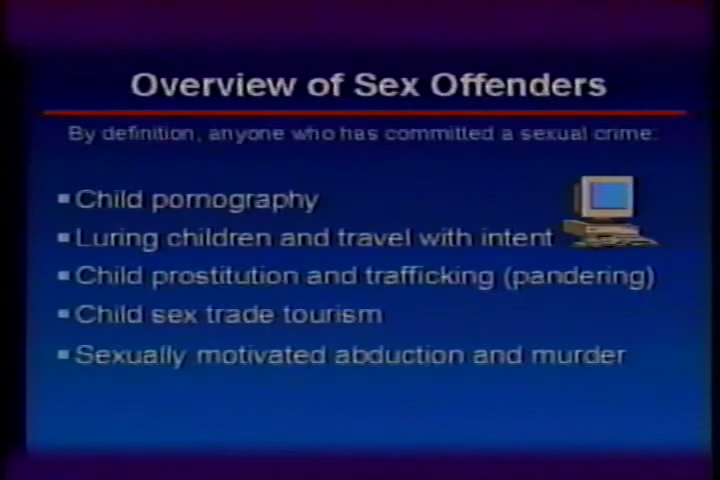 Overview of Sex Offenders
By definition, anyone who has committed a sexual crime:
▪ Child pornography
▪ Luring children and travel with intent
▪ Child prostitution and trafficking (pandering)
▪ Child sex trade tourism
▪ Sexually motivated abduction and murder